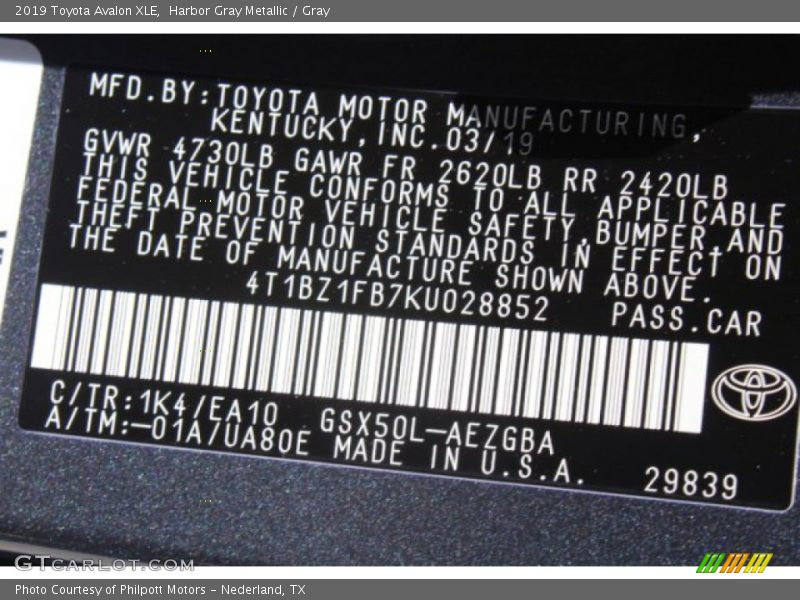 2019 Toyota Avalon XLE,  Harbor Gray Metallic / Gray
MFD.BY:TOYOTA MOTOR MANUFACTURING,
KENTUCKY,INC.03/19
GVWR 4730LB GAWR FR 2620LB RR 2420LB
THIS VEHICLE CONFORMS TO ALL APPLICABLE
FEDERAL MOTOR VEHICLE SAFETY,BUMPER,AND
THEFT PREVENTION STANDARDS IN EFFECT ON
THE DATE OF MANUFACTURE SHOWN ABOVE.
4T1BZ1FB7KU028852 PASS.CAR
C/TR:1K4/EA10 GSX50L-AEZGBA
A/TM:-01A/UA80E MADE IN U.S.A.
29839
GTCARLOT.COM
Photo Courtesy of Philpott Motors - Nederland, TX